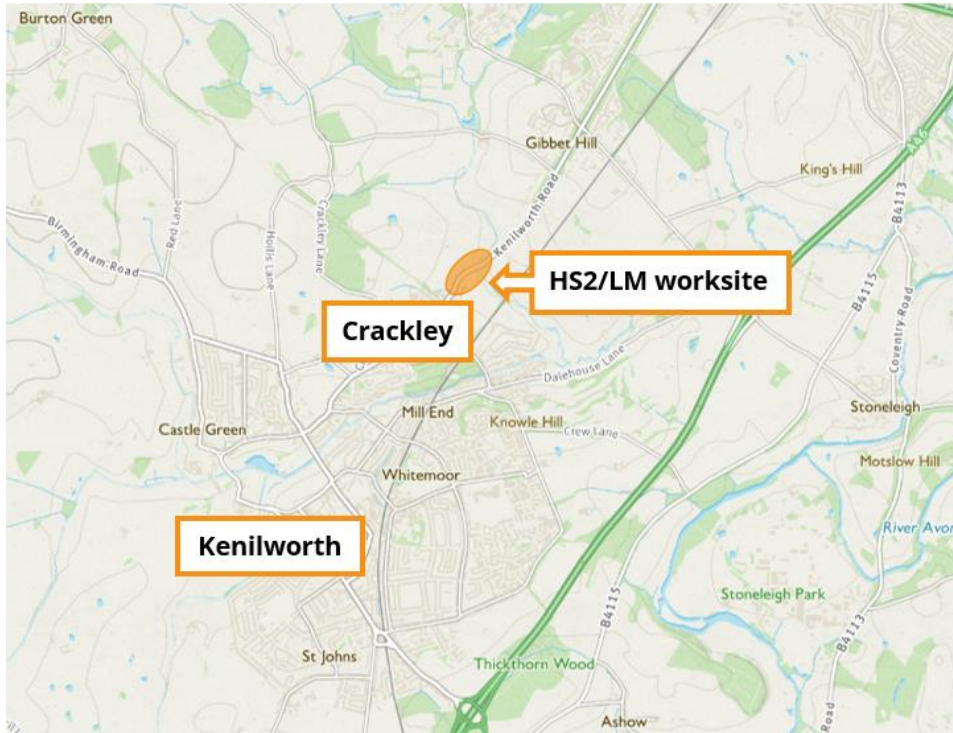 Burton Green
Gibbet Hill
A46
King's Hill
B4113
Kenilworth Road
Crackley Lane
Red Lane
Hollis Lane
Birmingham Road
HS2/LM worksite
B4115
Coventry Road
Crackley
Dalehouse Lane
Mill End
Stoneleigh
Castle Green
Knowle Hill
Crew Lane
Motslow Hill
Whitemoor
River Avon
Kenilworth
Stoneleigh Park
B4115
B4113
St Johns
Thickthorn Wood
Ashow
Road